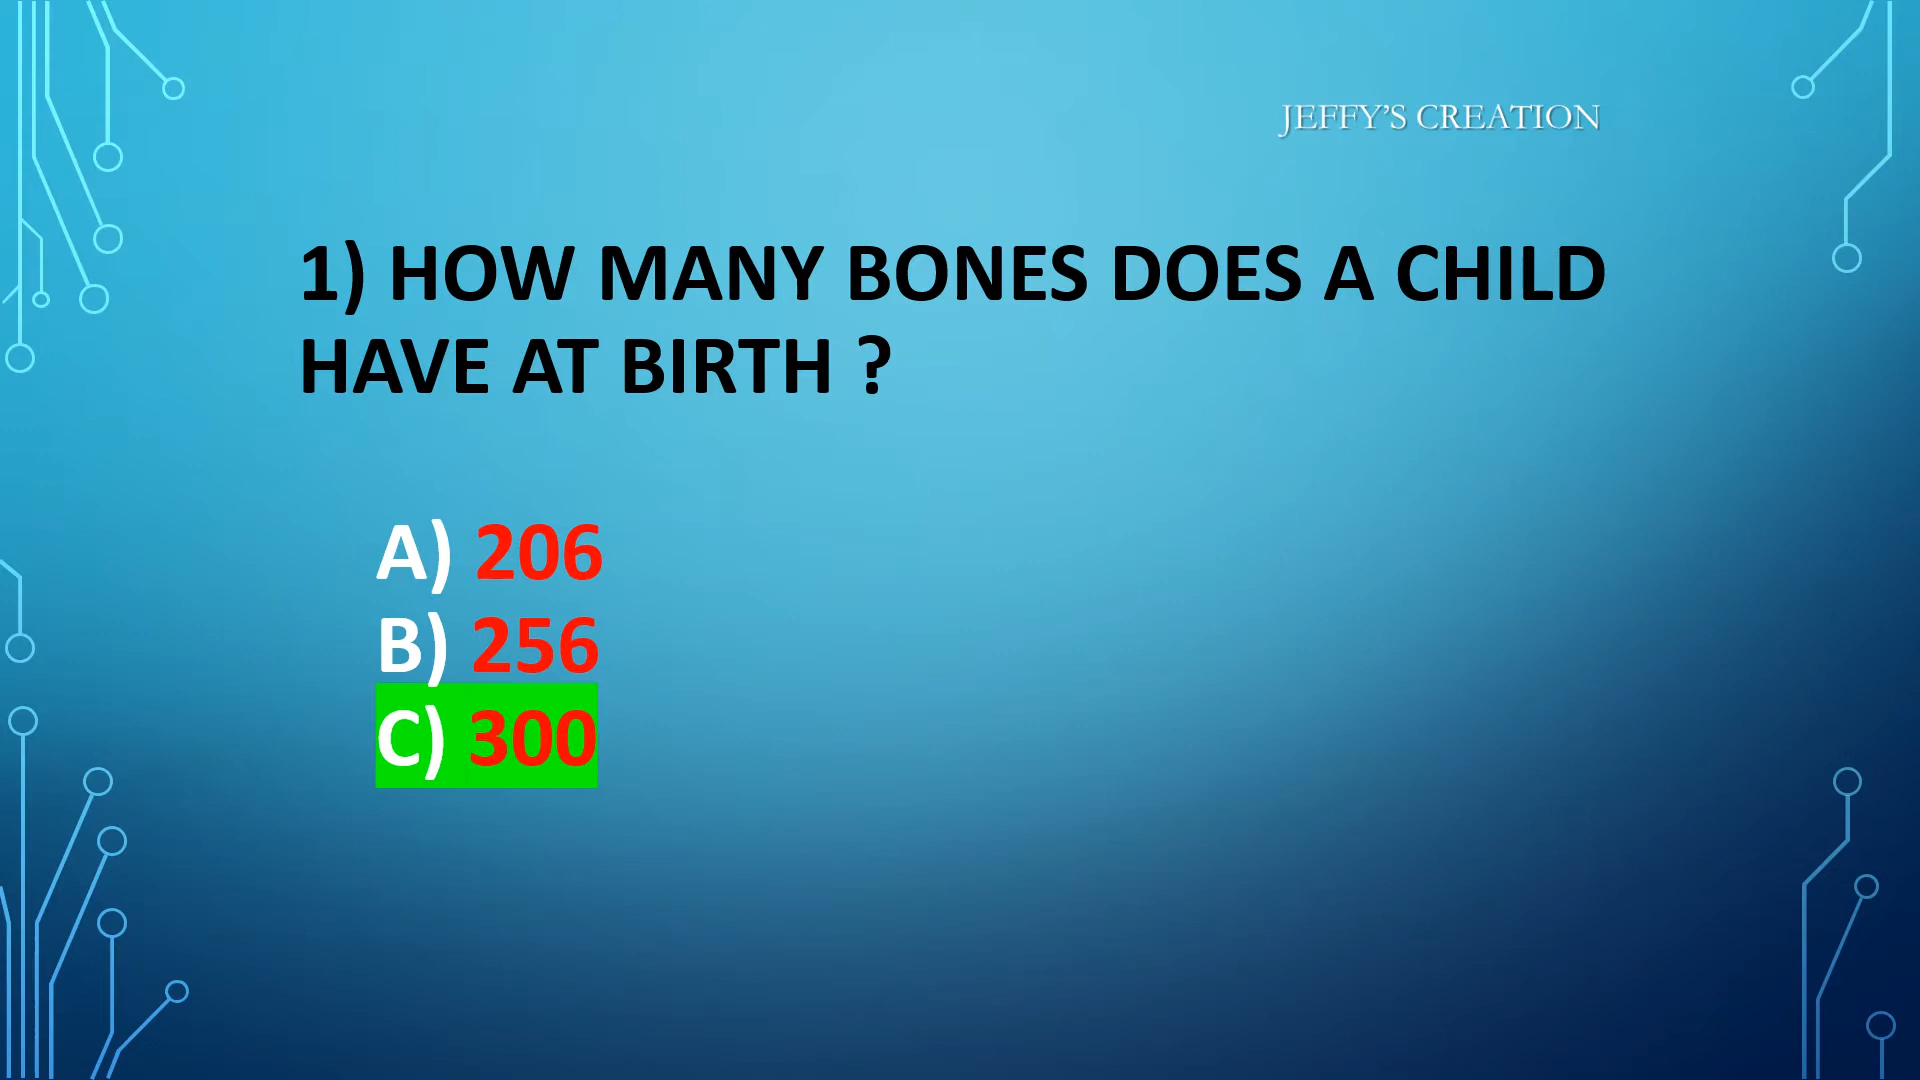 JEFFY'S CREATION
1) HOW MANY BONES DOES A CHILD
HAVE AT BIRTH ?
A) 206
B) 256
C) 300